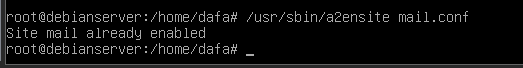 root@debianserver:/home/dafa# /usr/sbin/a2ensite mail.conf
Site mail already enabled
root@debianserver:/home/dafa# _